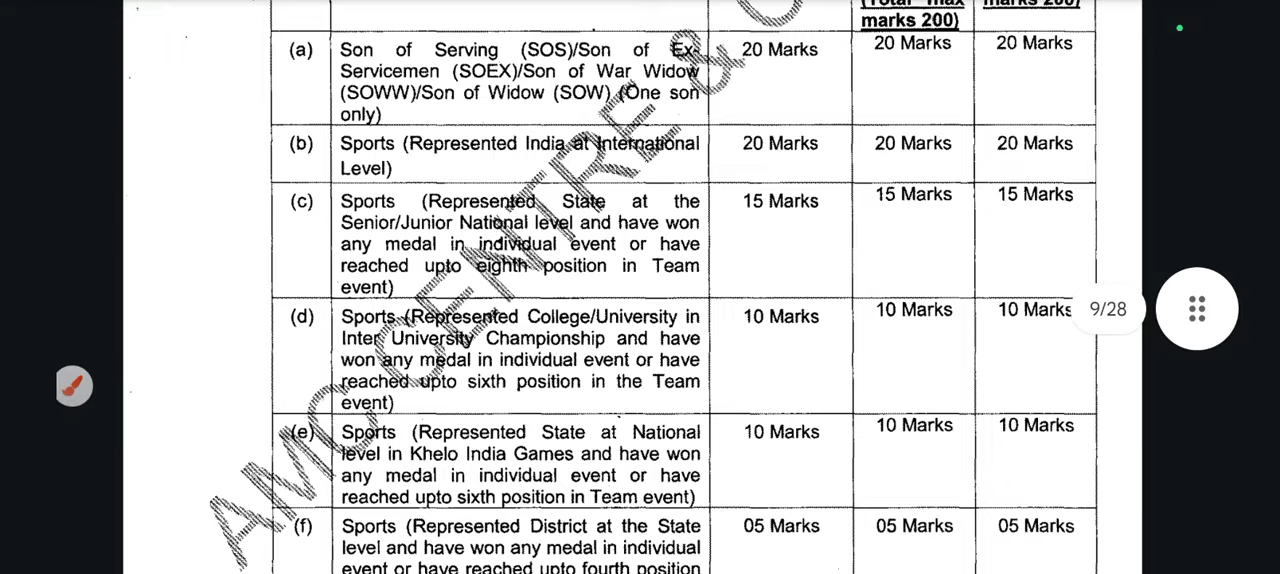 (Total max
marks 200) marks 200)
(a) Son of Serving (SOS)/Son of Ex- 20 Marks 20 Marks 20 Marks
Servicemen (SOEX)/Son of War Widow
(SOWW)/Son of Widow (SOW) (One son
only)
(b) Sports (Represented India at International 20 Marks 20 Marks 20 Marks
Level)
(c) Sports (Represented State at the 15 Marks 15 Marks 15 Marks
Senior/Junior National level and have won
any medal in individual event or have
reached upto eighth position in Team
event)
(d) Sports (Represented College/University in 10 Marks 10 Marks 10 Marks
Inter University Championship and have
won any medal in individual event or have
reached upto sixth position in the Team
event)
(e) Sports (Represented State at National 10 Marks 10 Marks 10 Marks
level in Khelo India Games and have won
any medal in individual event or have
reached upto sixth position in Team event)
(f) Sports (Represented District at the State 05 Marks 05 Marks 05 Marks
level and have won any medal in individual
event or have reached upto fourth position
9/28
AMC CENTRE & C